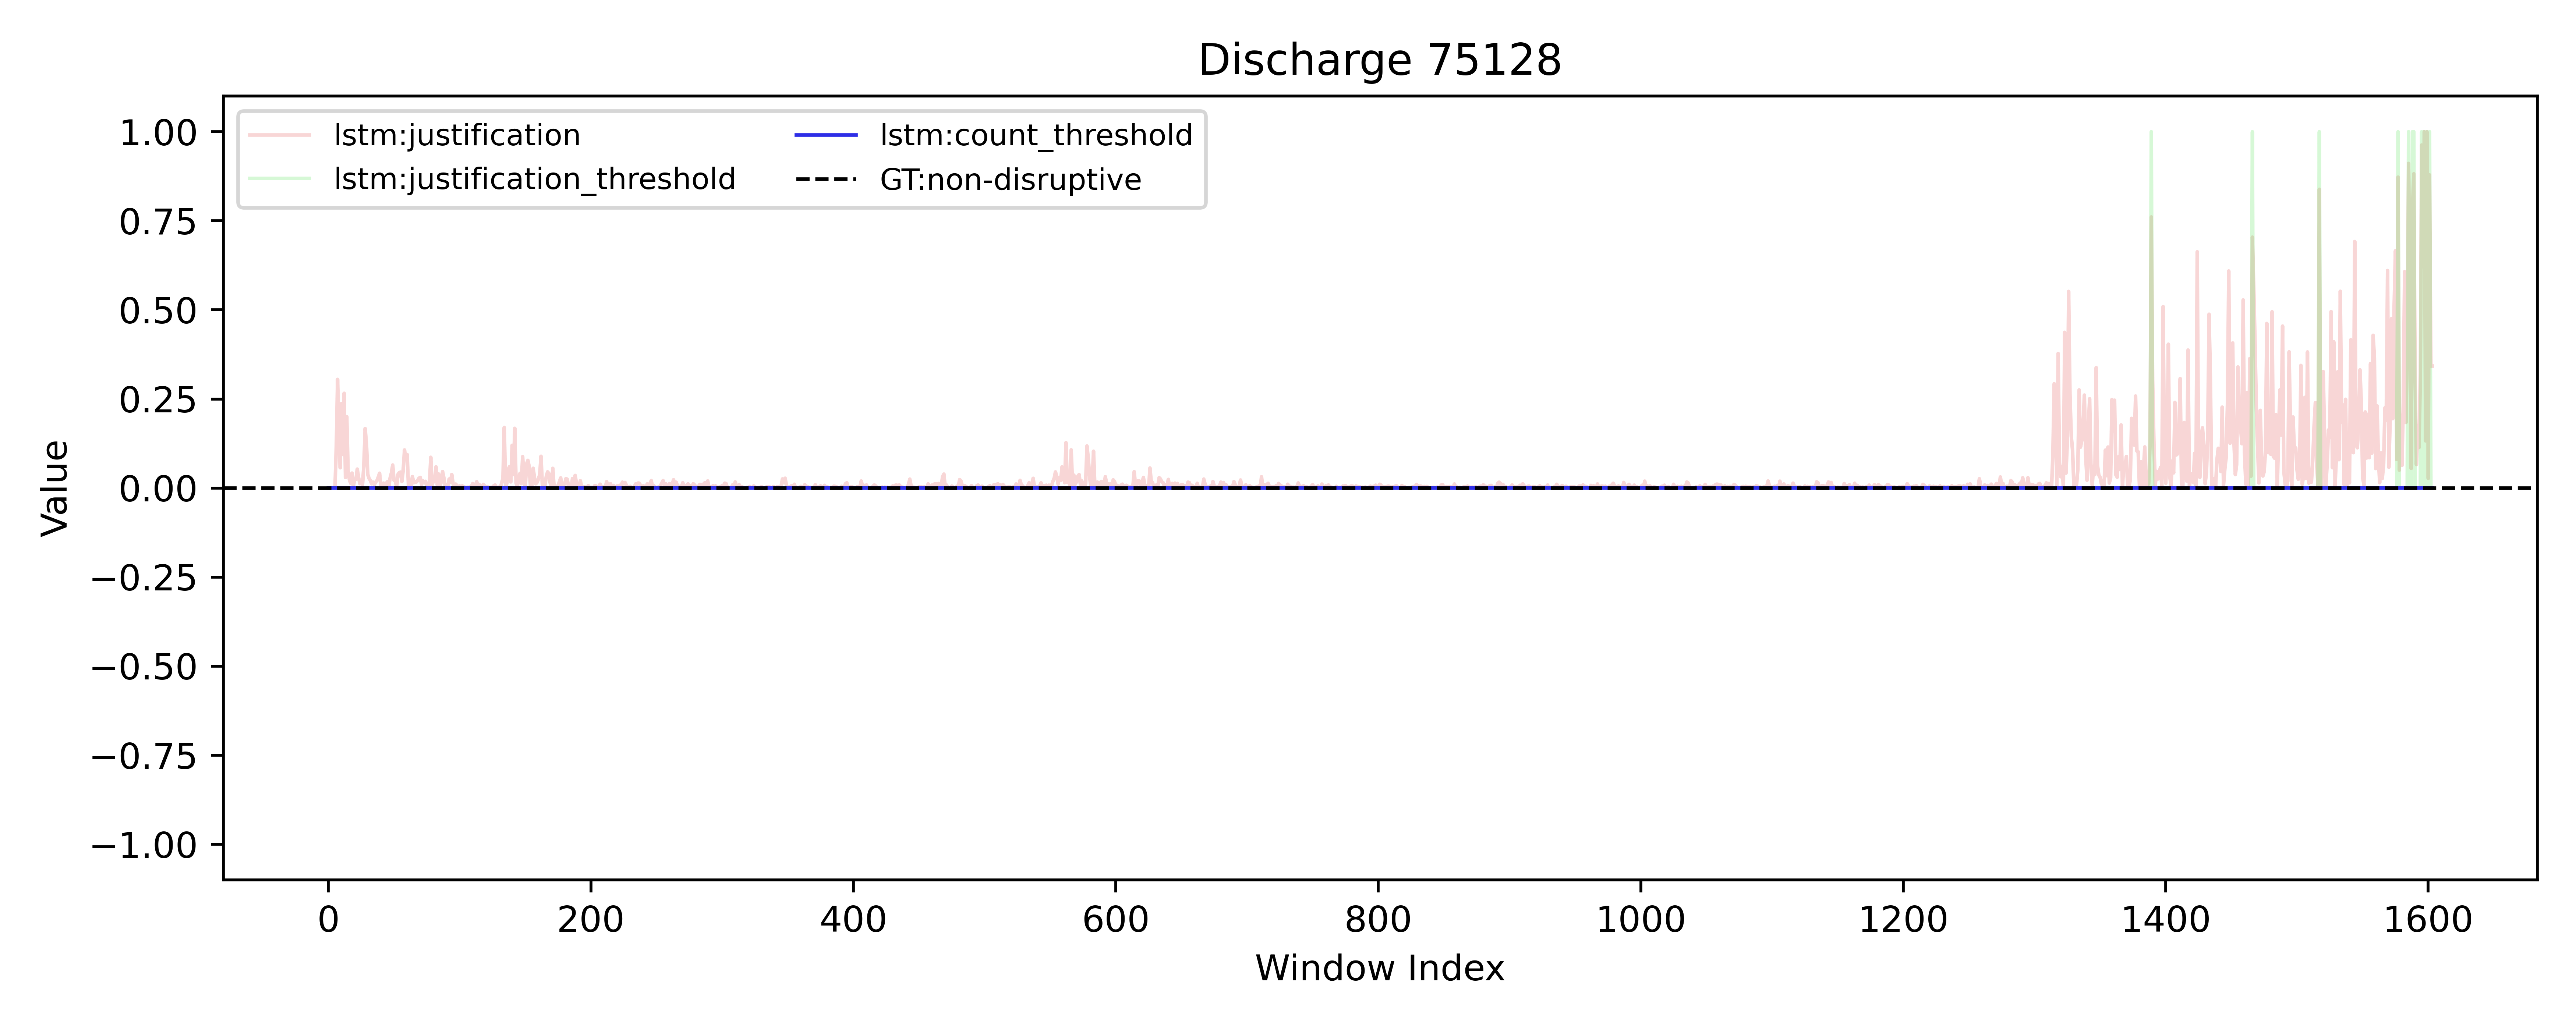 Discharge 75128
lstm:justification
lstm:justification_threshold
lstm:count_threshold
GT:non-disruptive
1.00
0.75
0.50
0.25
0.00
−0.25
−0.50
−0.75
−1.00
Value
0 200 400 600 800 1000 1200 1400 1600
Window Index